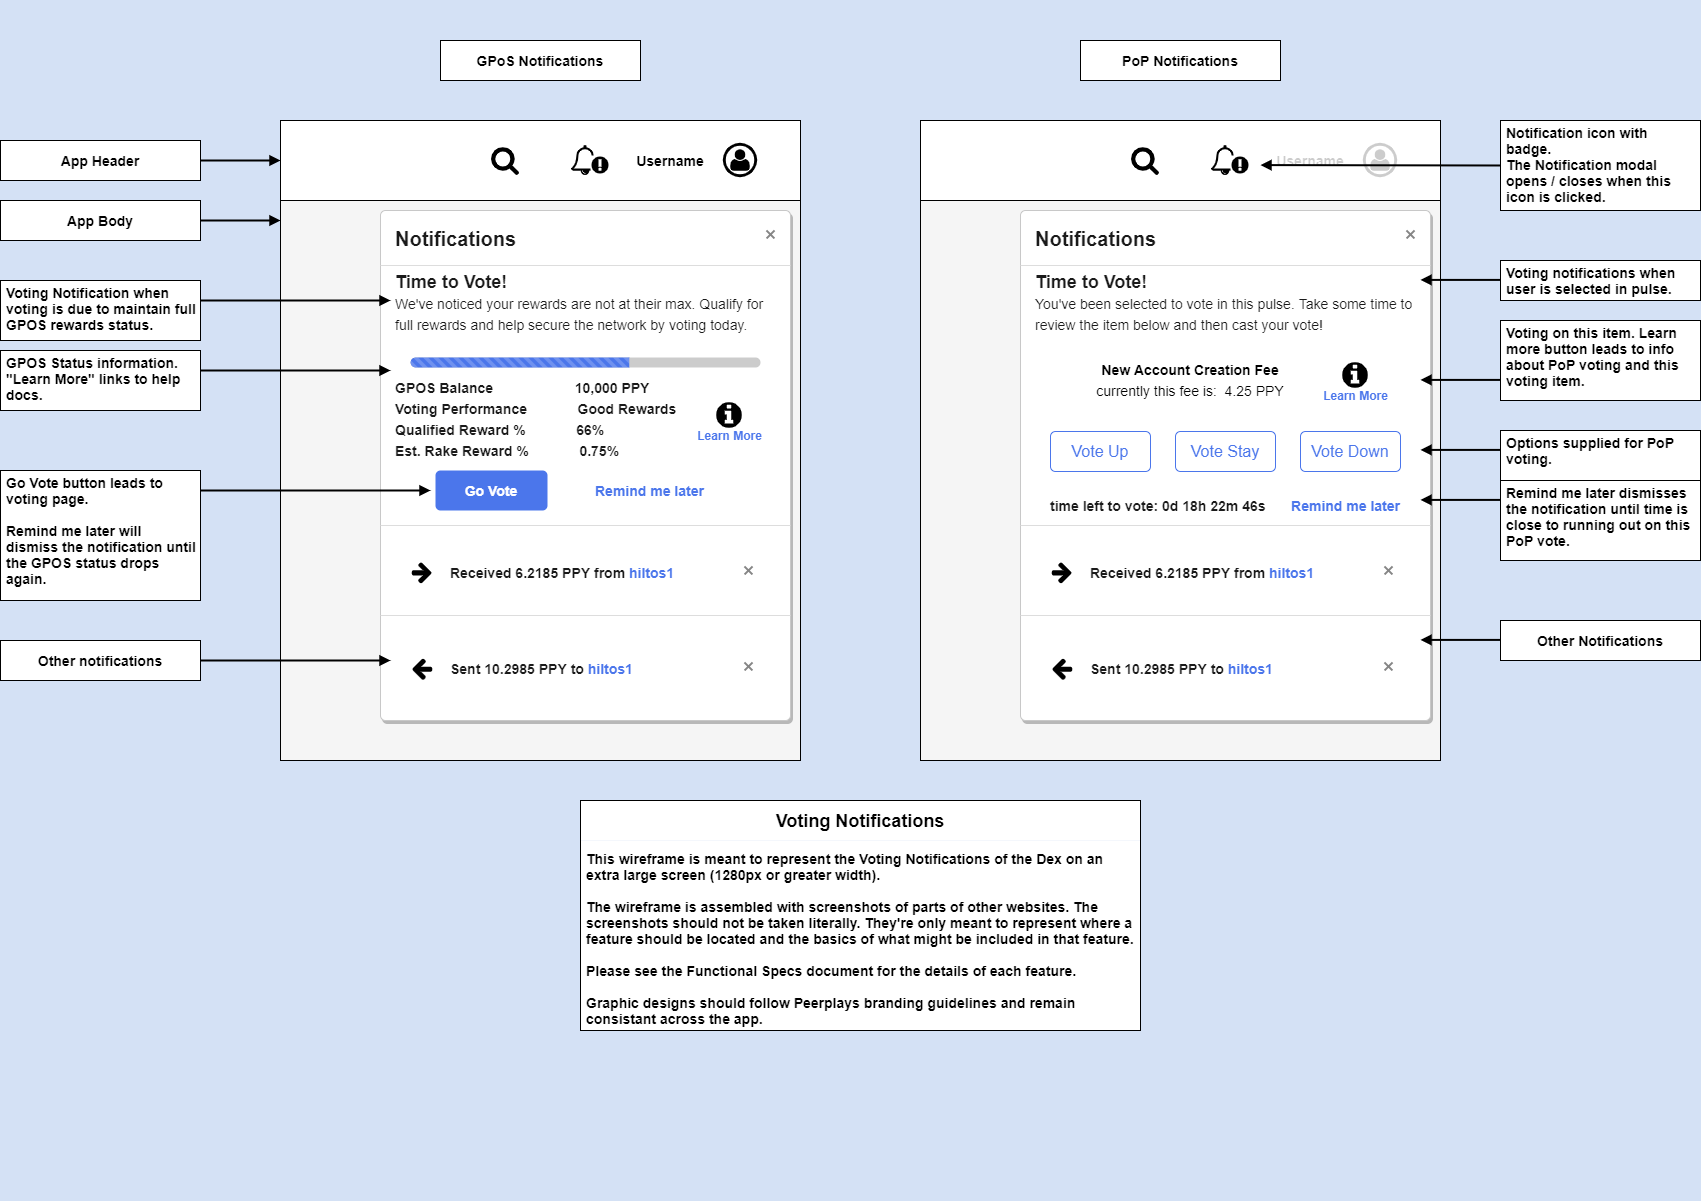 GPoS Notifications
PoP Notifications
App Header
App Body
Voting Notification when
voting is due to maintain full
GPOS rewards status.
GPOS Status information.
"Learn More" links to help
docs.
Go Vote button leads to
voting page.
Remind me later will
dismiss the notification until
the GPOS status drops
again.
Other notifications
Username
Notifications
×
Time to Vote!
We've noticed your rewards are not at their max. Qualify for
full rewards and help secure the network by voting today.
GPOS Balance 10,000 PPY
Voting Performance Good Rewards
Qualified Reward % 66%
Est. Rake Reward % 0.75%
Learn More
Go Vote
Remind me later
Received 6.2185 PPY from hiltos1 ×
Sent 10.2985 PPY to hiltos1 ×
Username
Notifications
×
Time to Vote!
You've been selected to vote in this pulse. Take some time to
review the item below and then cast your vote!
New Account Creation Fee
currently this fee is: 4.25 PPY
Learn More
Vote Up
Vote Stay
Vote Down
time left to vote: 0d 18h 22m 46s
Remind me later
Received 6.2185 PPY from hiltos1 ×
Sent 10.2985 PPY to hiltos1 ×
Notification icon with
badge.
The Notification modal
opens / closes when this
icon is clicked.
Voting notifications when
user is selected in pulse.
Voting on this item. Learn
more button leads to info
about PoP voting and this
voting item.
Options supplied for PoP
voting.
Remind me later dismisses
the notification until time is
close to running out on this
PoP vote.
Other Notifications
Voting Notifications
This wireframe is meant to represent the Voting Notifications of the Dex on an
extra large screen (1280px or greater width).
The wireframe is assembled with screenshots of parts of other websites. The
screenshots should not be taken literally. They're only meant to represent where a
feature should be located and the basics of what might be included in that feature.
Please see the Functional Specs document for the details of each feature.
Graphic designs should follow Peerplays branding guidelines and remain
consistant across the app.